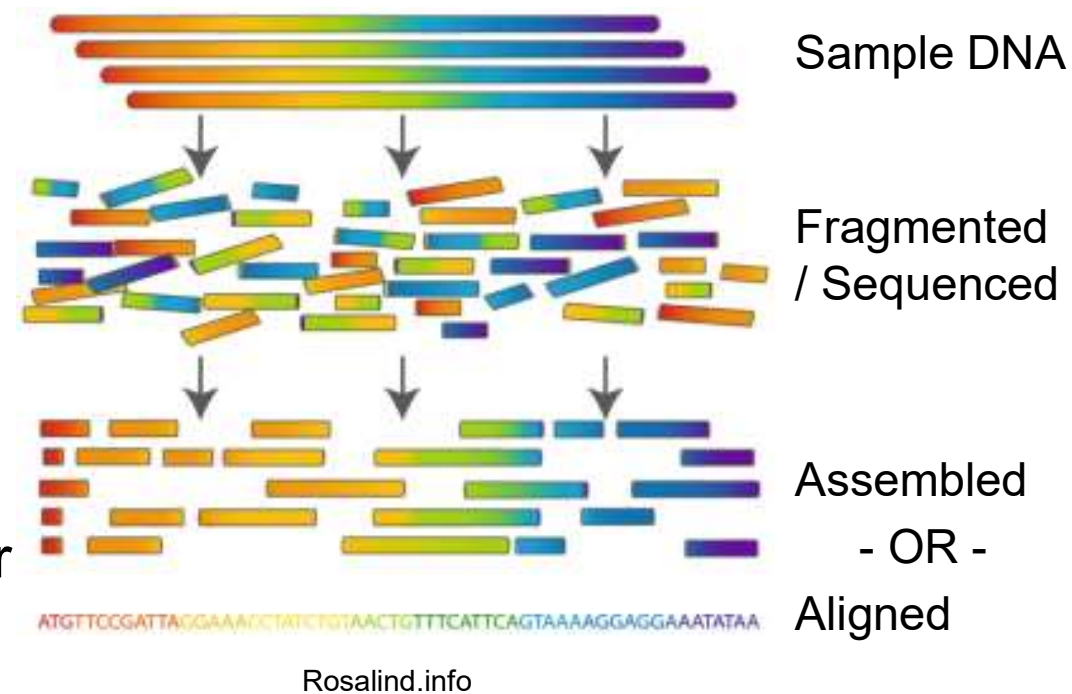 Sample DNA
Fragmented
/ Sequenced
Assembled
r
- OR -
Aligned
ATGTTCCGATTAGGAAACCTATCTGTAACTGTTTCATTCAGTAAAAGGAGGAAATATAA
Rosalind.info